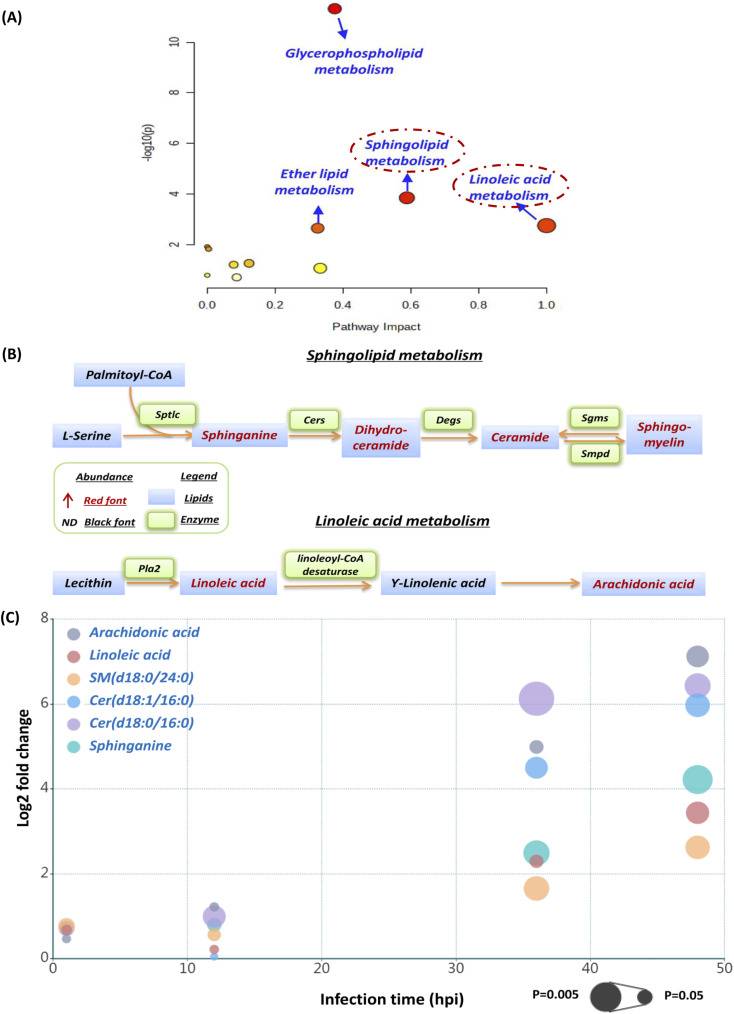 (A)
Glycerophospholipid
metabolism
Sphingolipid
metabolism
Ether lipid
metabolism
Linoleic acid
metabolism
-log10(p)
10
8
6
4
2
0.0 0.2 0.4 0.6 0.8 1.0
Pathway Impact
(B)
Sphingolipid metabolism
Palmitoyl-CoA
Sptlc
Cers
Degs
Sgms
L-Serine
Sphinganine
Dihydro-
ceramide
Ceramide
Sphingo-
myelin
Smpd
Abundance Legend
Red font Lipids
ND Black font Enzyme
Linoleic acid metabolism
Pla2
linoleoyl-CoA
desaturase
Lecithin
Linoleic acid
Y-Linolenic acid
Arachidonic acid
(C)
Arachidonic acid
Linoleic acid
SM(d18:0/24:0)
Cer(d18:1/16:0)
Cer(d18:0/16:0)
Sphinganine
Log2 fold change
8
6
4
2
0
0 10 20 30 40 50
Infection time (hpi)
P=0.005 P=0.05